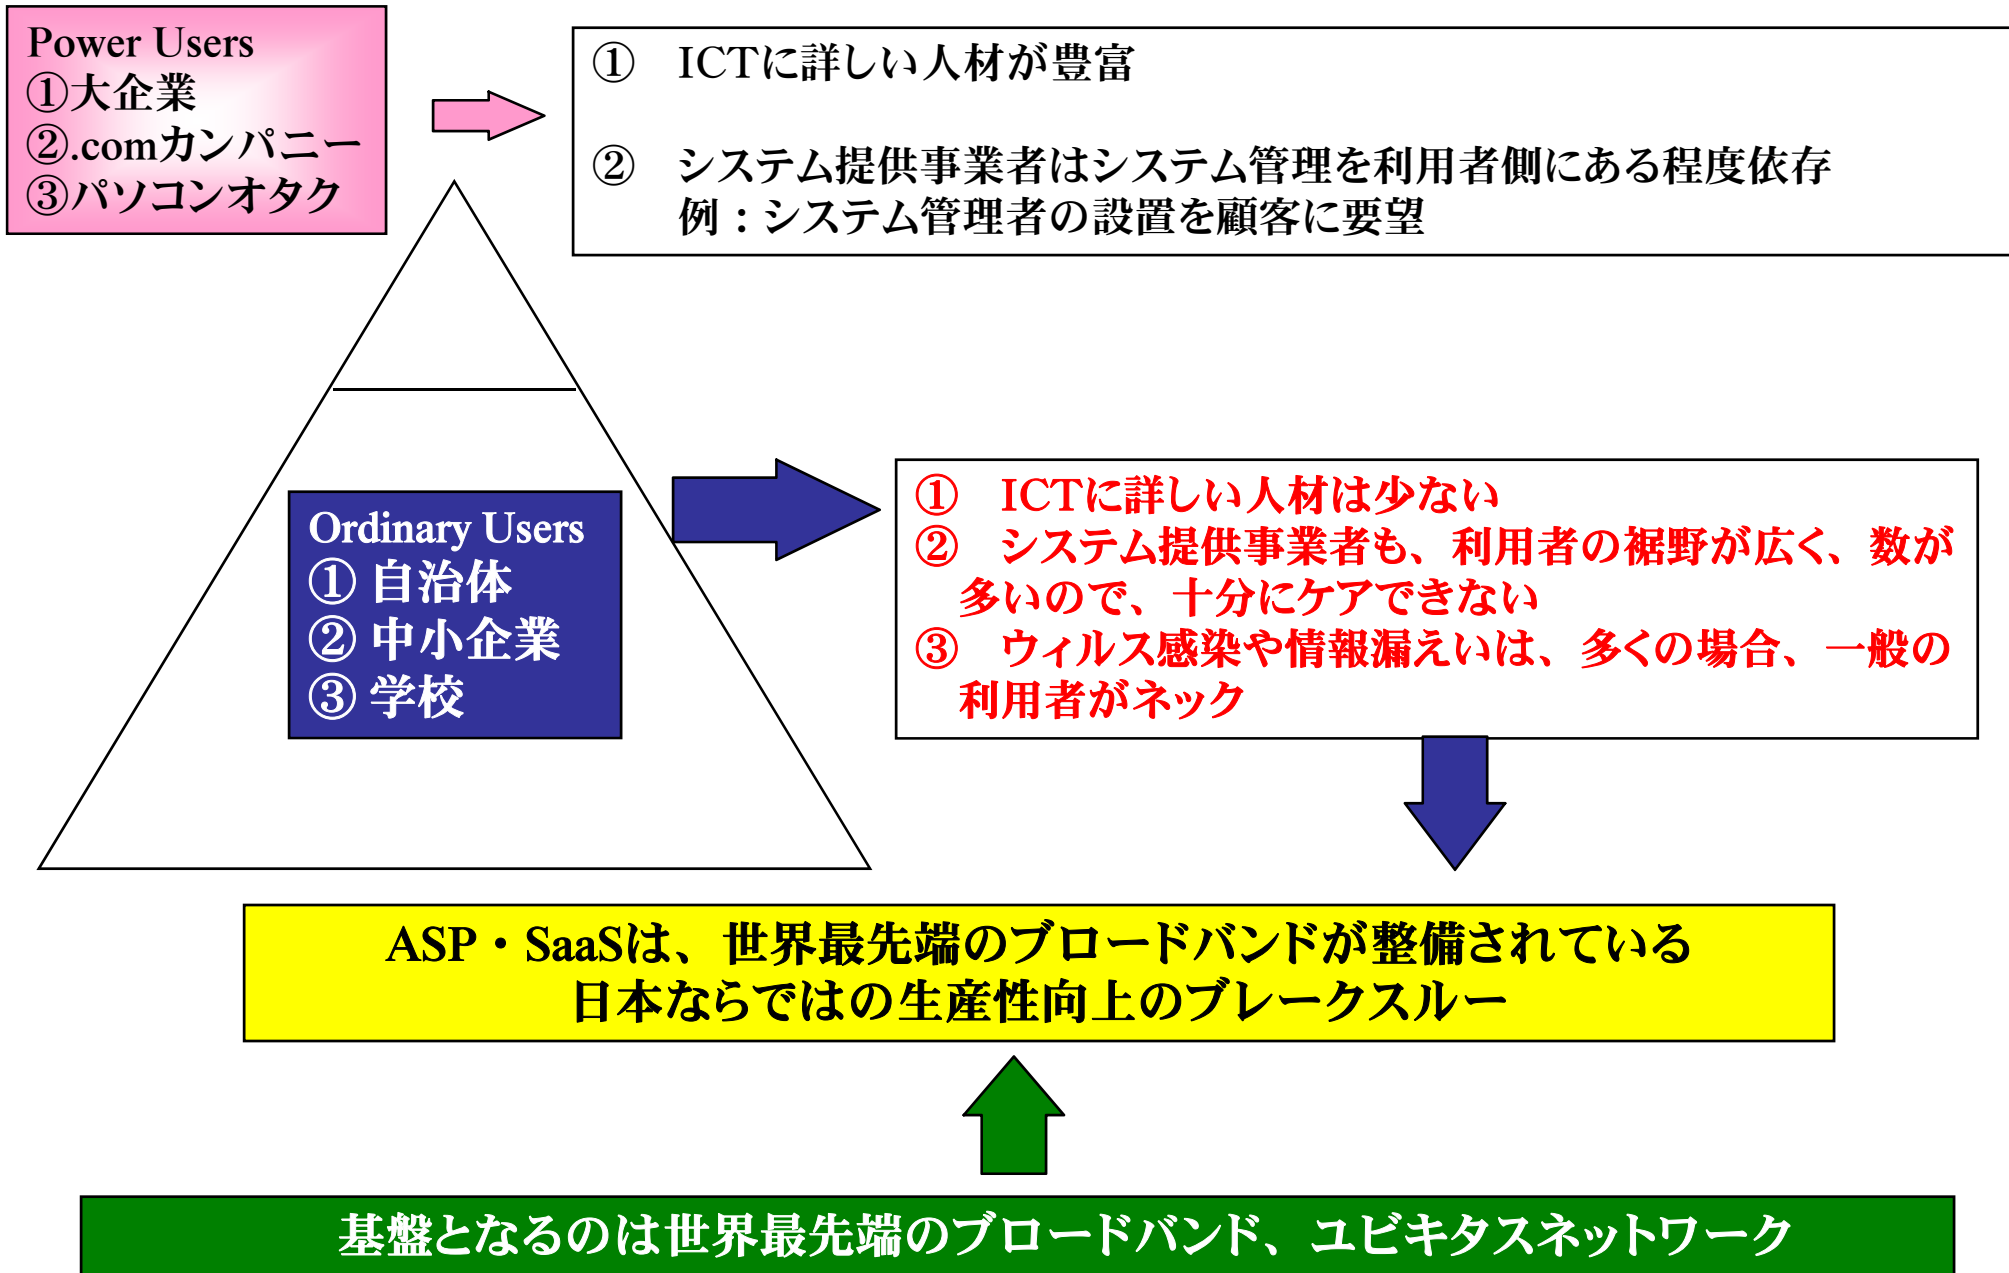 Power Users
①大企業
②.comカンパニー
③パソコンオタク
① ICTに詳しい人材が豊富
② システム提供事業者はシステム管理を利用者側にある程度依存
例：システム管理者の設置を顧客に要望
Ordinary Users
① 自治体
② 中小企業
③ 学校
① ICTに詳しい人材は少ない
② システム提供事業者も、利用者の裾野が広く、数が
多いので、十分にケアできない
③ ウィルス感染や情報漏えいは、多くの場合、一般の
利用者がネック
ASP・SaaSは、世界最先端のブロードバンドが整備されている
日本ならではの生産性向上のブレークスルー
基盤となるのは世界最先端のブロードバンド、ユビキタスネットワーク